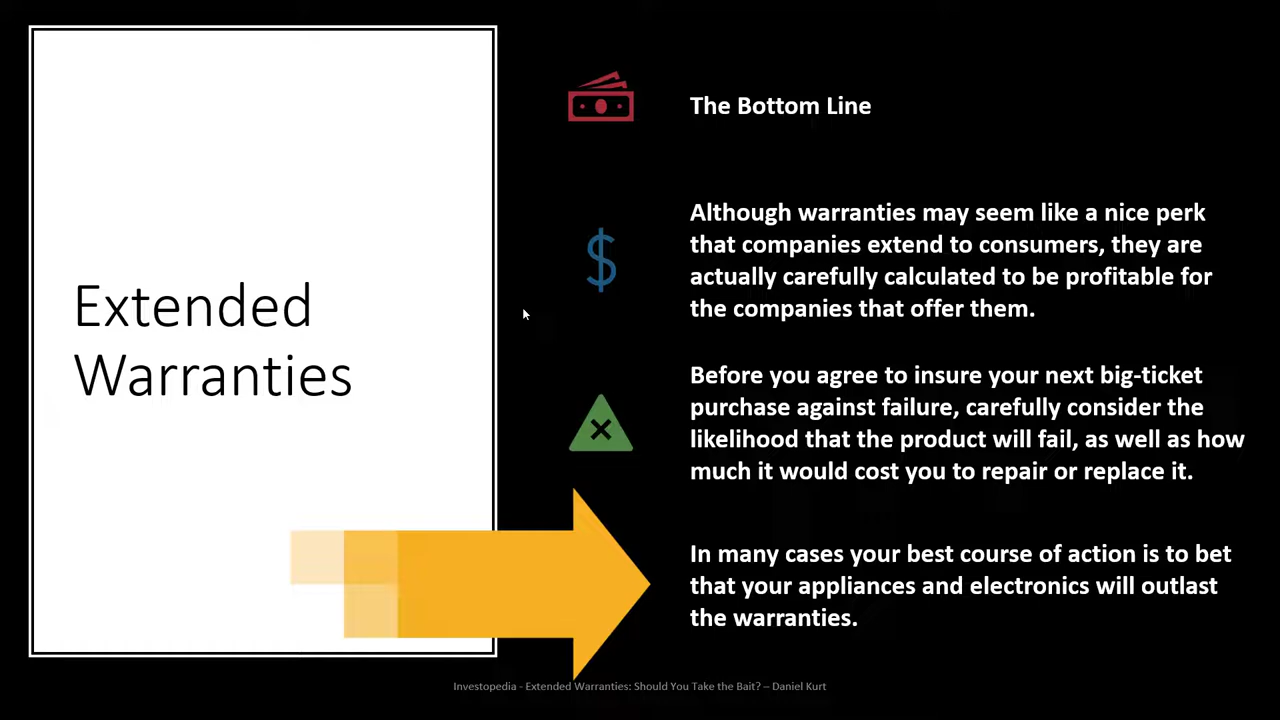 Extended
Warranties
The Bottom Line
Although warranties may seem like a nice perk
that companies extend to consumers, they are
actually carefully calculated to be profitable for
the companies that offer them.
Before you agree to insure your next big-ticket
purchase against failure, carefully consider the
likelihood that the product will fail, as well as how
much it would cost you to repair or replace it.
In many cases your best course of action is to bet
that your appliances and electronics will outlast
the warranties.
Investopedia - Extended Warranties: Should You Take the Bait? – Daniel Kurt